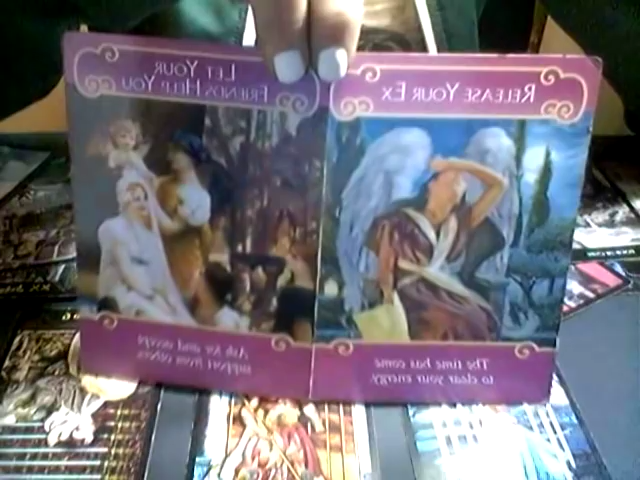 LET YOUR
FRIENDS HELP YOU
Ask for and accept
support from others.
RELEASE YOUR EX
The time has come
to clear your energy.